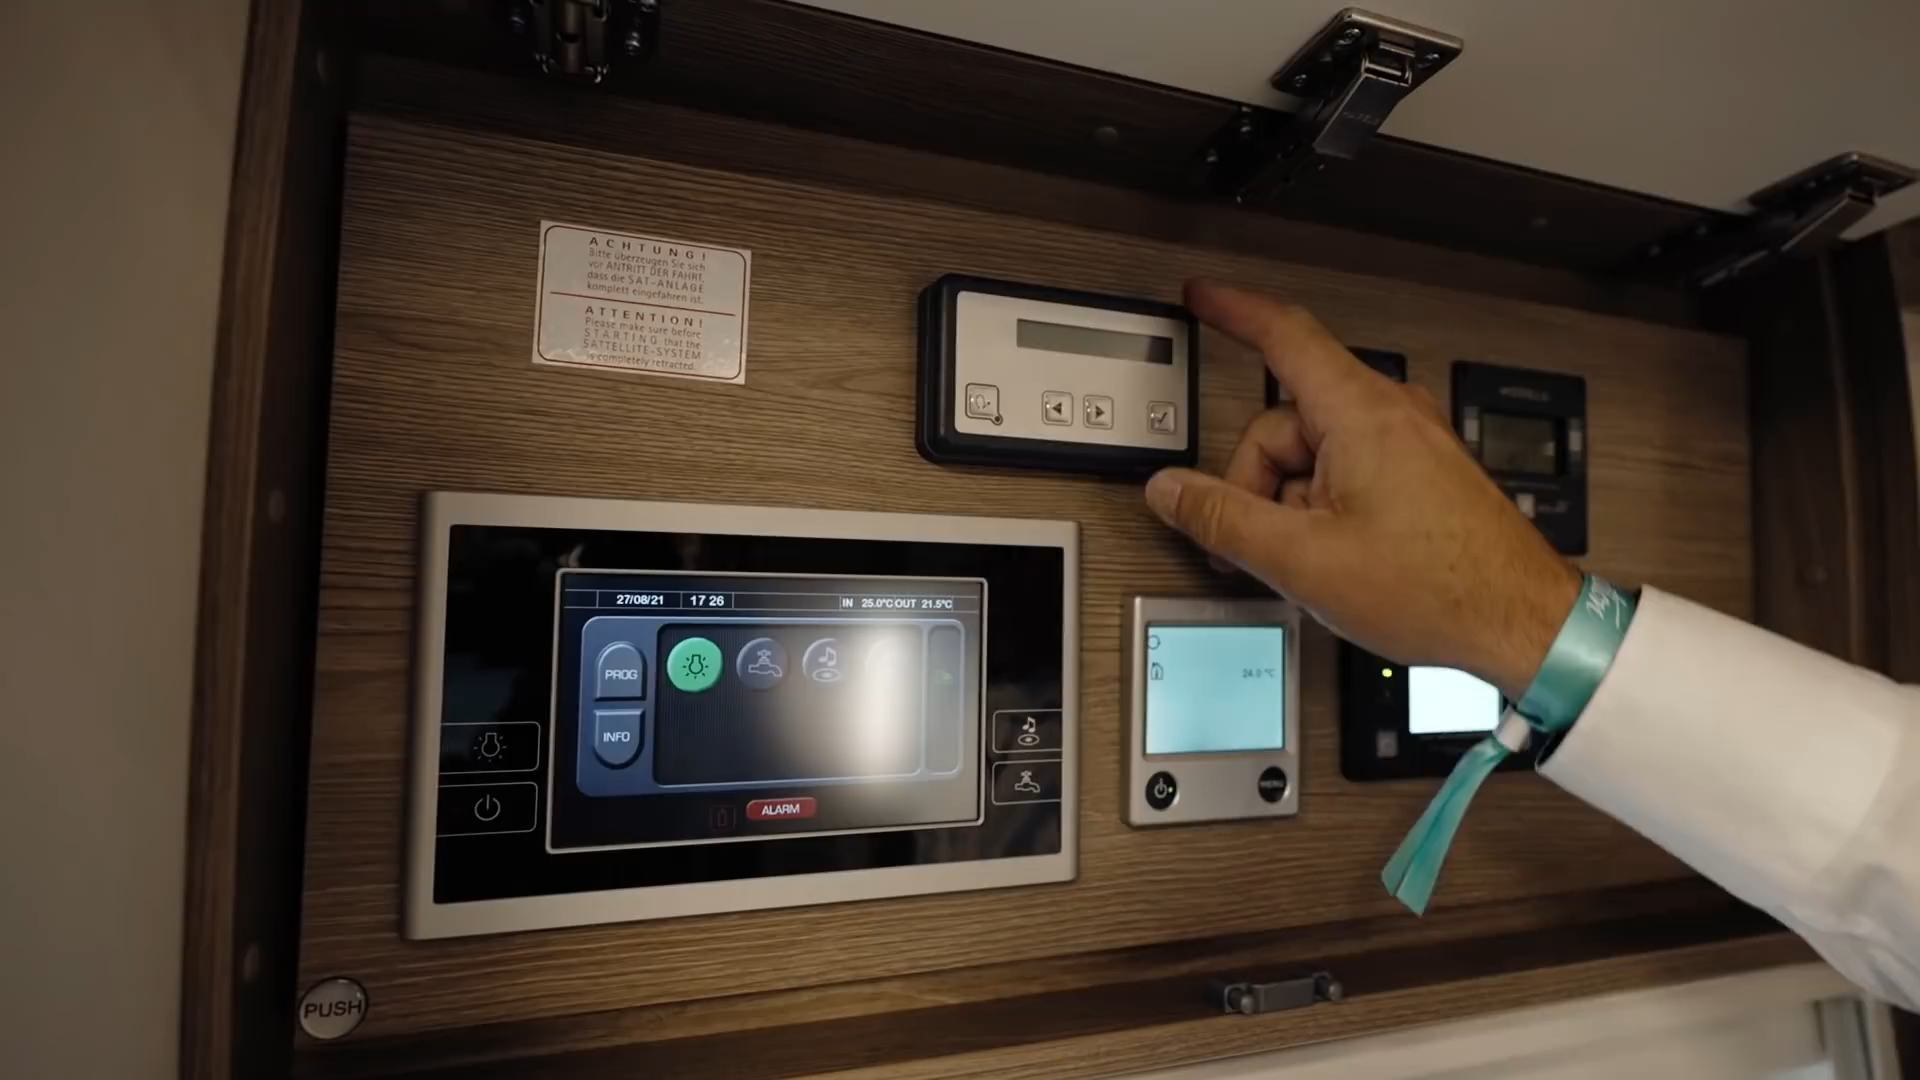 ACHTUNG!
Bitte überzeugen Sie sich
vor ANTRITT DER FAHRT,
dass die SAT-ANLAGE
komplett eingefahren ist.
ATTENTION!
Please make sure before
STARTING that the
SATTELLITE-SYSTEM
is completely retracted.
27/08/21 17 26 IN 25.0°C OUT 21.5°C
PROG
INFO
ALARM
24.0 °C
MENU
PUSH